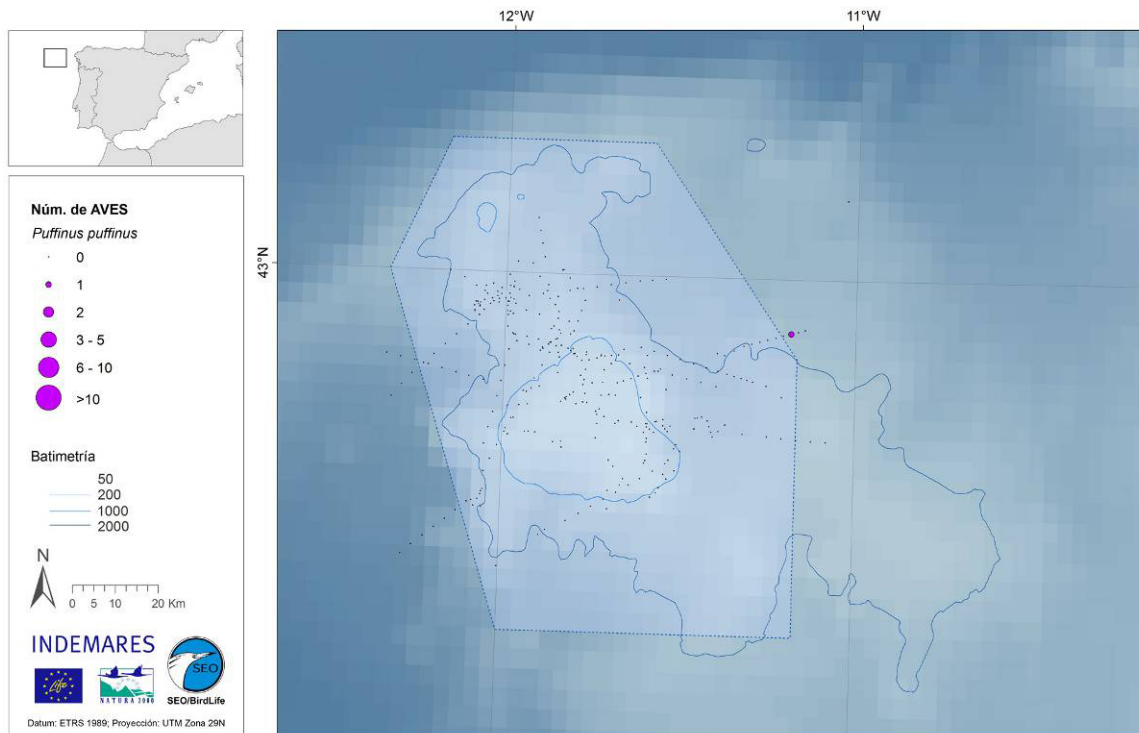 12°W
11°W
43°N
Núm. de AVES
Puffinus puffinus
0
1
2
3 - 5
6 - 10
>10
Batimetría
50
200
1000
2000
N
0 5 10 20 Km
INDEMARES
Life
NATURA 2000
SEO
SEO/BirdLife
Datum: ETRS 1989; Proyección: UTM Zona 29N